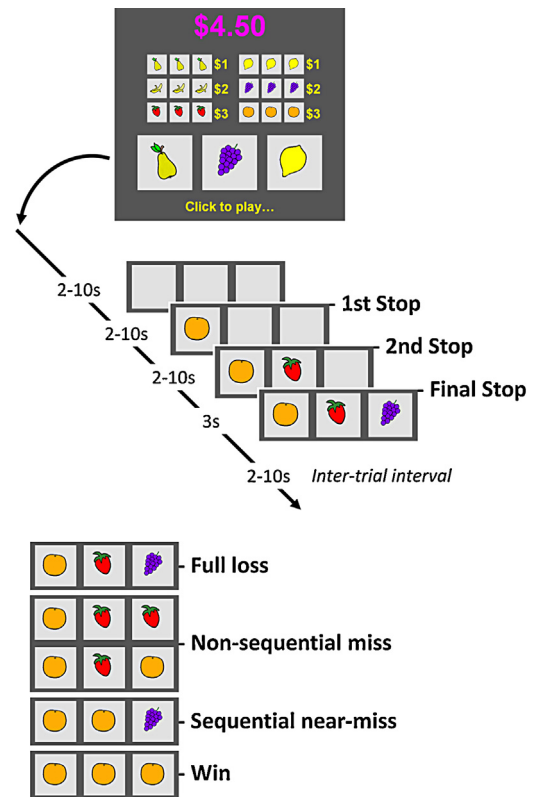 $4.50
$1 $1
$2 $2
$3 $3
Click to play...
2-10s
1st Stop
2-10s
2nd Stop
2-10s
Final Stop
3s
2-10s Inter-trial interval
Full loss
Non-sequential miss
Sequential near-miss
Win